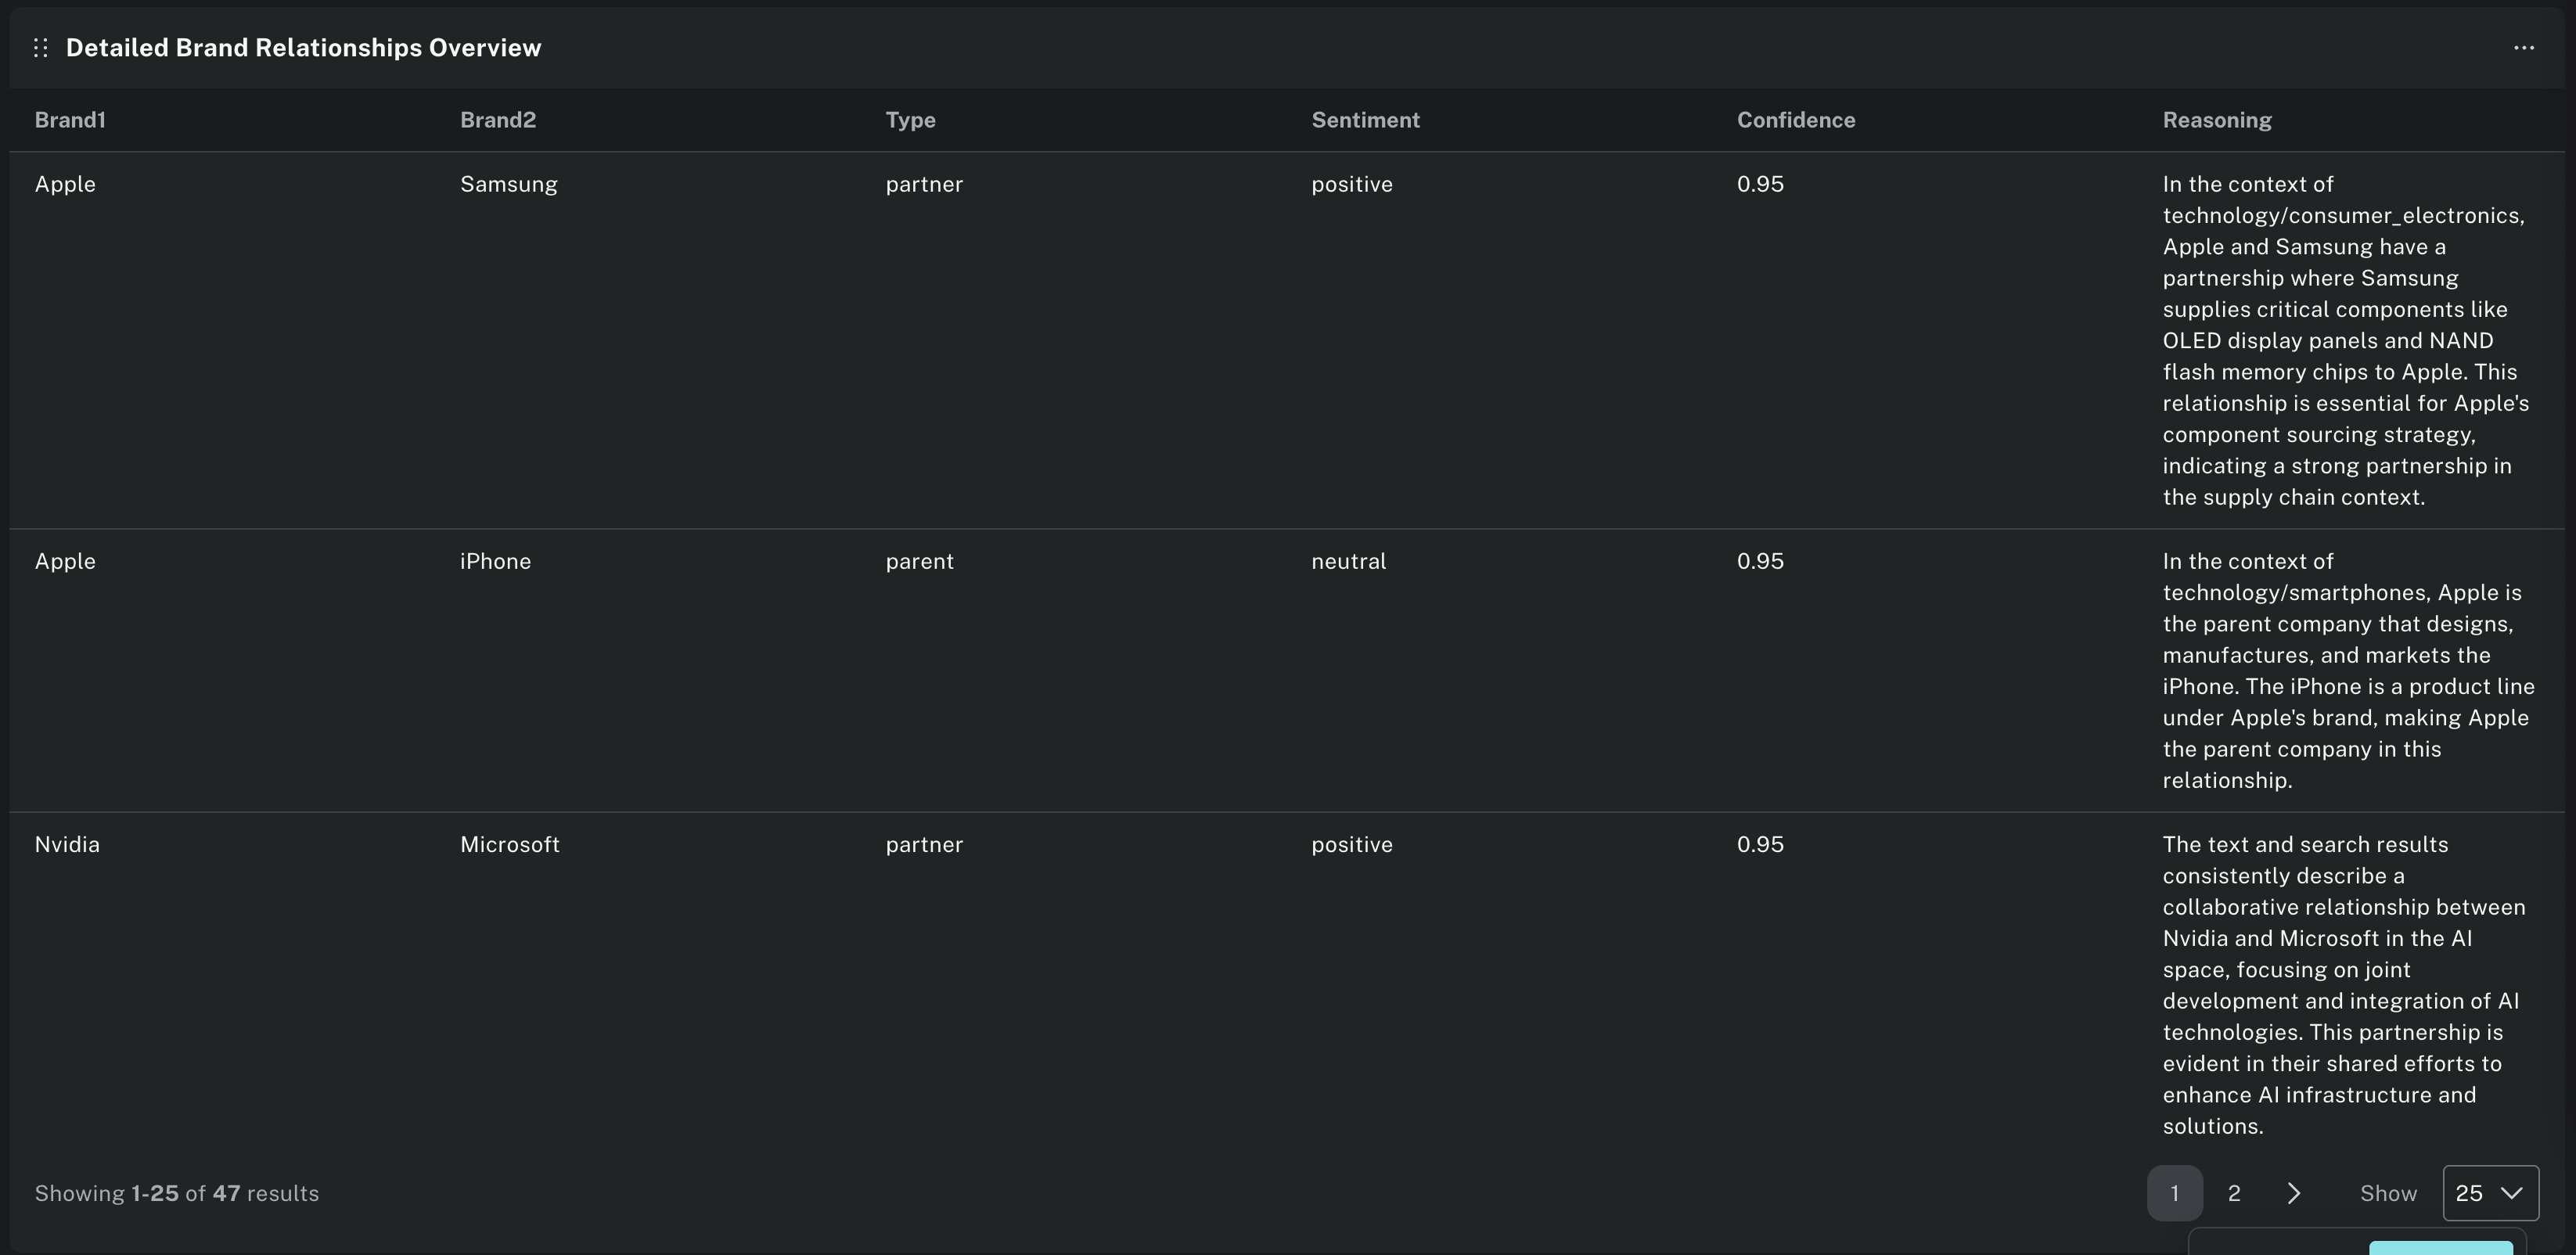 Detailed Brand Relationships Overview
Brand1 Brand2 Type Sentiment Confidence Reasoning
Apple Samsung partner positive 0.95 In the context of
technology/consumer_electronics,
Apple and Samsung have a
partnership where Samsung
supplies critical components like
OLED display panels and NAND
flash memory chips to Apple. This
relationship is essential for Apple's
component sourcing strategy,
indicating a strong partnership in
the supply chain context.
Apple iPhone parent neutral 0.95 In the context of
technology/smartphones, Apple is
the parent company that designs,
manufactures, and markets the
iPhone. The iPhone is a product line
under Apple's brand, making Apple
the parent company in this
relationship.
Nvidia Microsoft partner positive 0.95 The text and search results
consistently describe a
collaborative relationship between
Nvidia and Microsoft in the AI
space, focusing on joint
development and integration of AI
technologies. This partnership is
evident in their shared efforts to
enhance AI infrastructure and
solutions.
Showing 1-25 of 47 results 1 2 Show 25